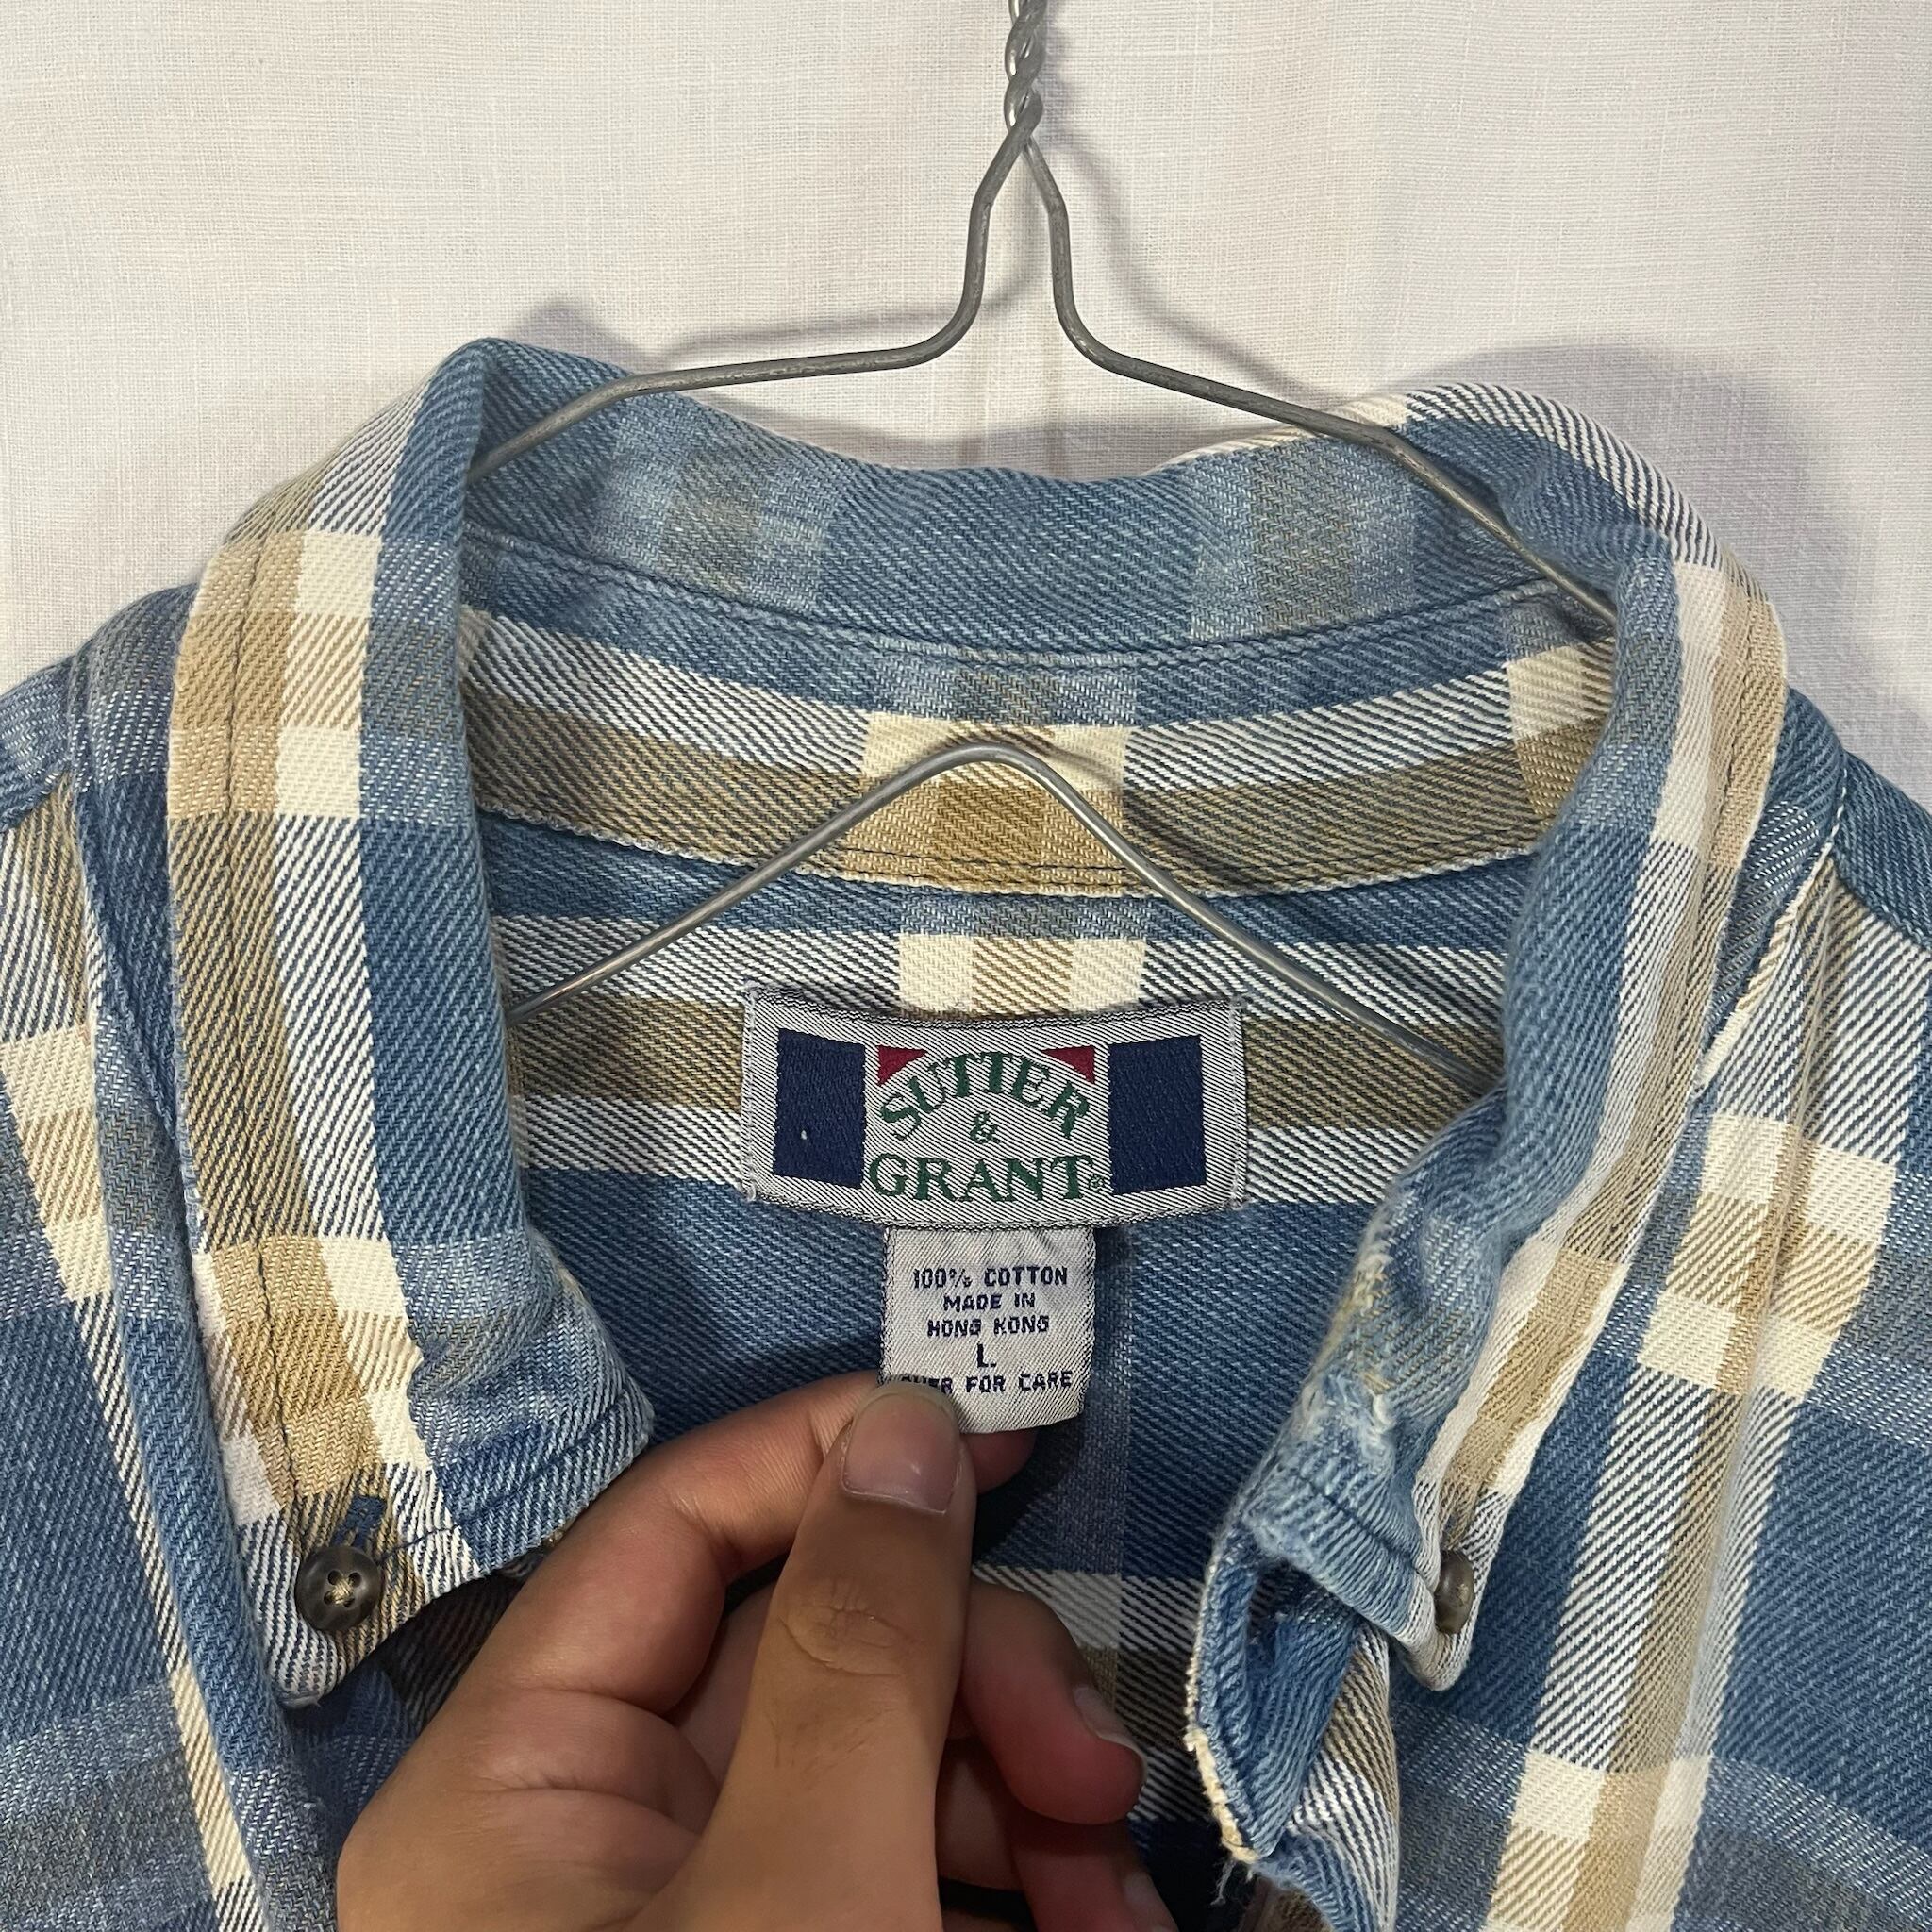 SUTTER
&
GRANT®
100% COTTON
MADE IN
HONG KONG
L
FOR CARE